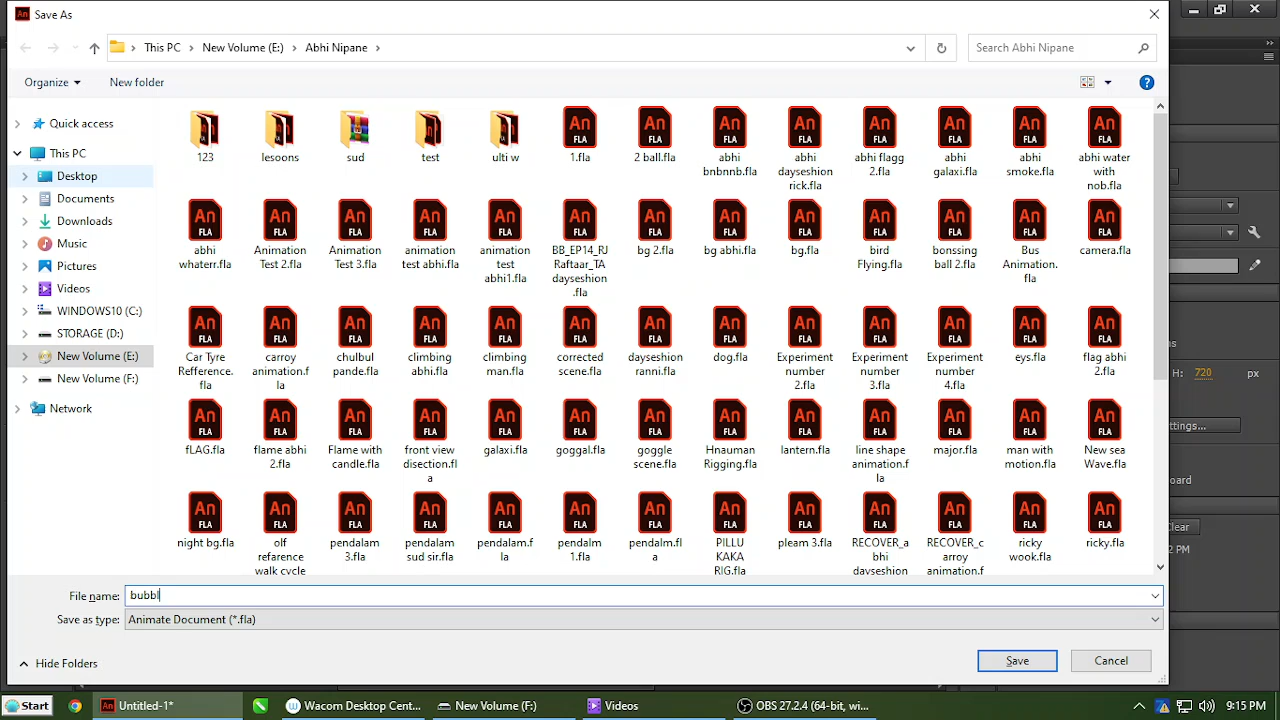 An Save As
This PC New Volume (E:) Abhi Nipane
Search Abhi Nipane
Organize New folder
Quick access
This PC
Desktop
Documents
Downloads
Music
Pictures
Videos
WINDOWS10 (C:)
STORAGE (D:)
New Volume (E:)
New Volume (F:)
Network
123 lesoons sud test ulti w 1.fla 2 ball.fla abhi bnbnnb.fla abhi dayseshion rick.fla abhi flagg 2.fla abhi galaxi.fla abhi smoke.fla abhi water with nob.fla
abhi whaterr.fla Animation Test 2.fla Animation Test 3.fla animation test abhi.fla animation test abhi1.fla BB_EP14_RJ Raftaar_TA dayseshion .fla bg 2.fla bg abhi.fla bg.fla bird Flying.fla bonssing ball 2.fla Bus Animation. fla camera.fla
Car Tyre Refference. fla carroy animation.f la chulbul pande.fla climbing abhi.fla climbing man.fla corrected scene.fla dayseshion ranni.fla dog.fla Experiment number 2.fla Experiment number 3.fla Experiment number 4.fla eys.fla flag abhi 2.fla
fLAG.fla flame abhi 2.fla Flame with candle.fla front view disection.fl a galaxi.fla goggal.fla goggle scene.fla Hnauman Rigging.fla lantern.fla line shape animation.f la major.fla man with motion.fla New sea Wave.fla
night bg.fla olf refarance walk cycle pendalam 3.fla pendalam sud sir.fla pendalam.f la pendalm 1.fla pendalm.fl a PILLU KAKA RIG.fla pleam 3.fla RECOVER_a bhi dayseshion RECOVER_c arroy animation.f ricky wook.fla ricky.fla
File name: bubbl
Save as type: Animate Document (*.fla)
Hide Folders
Save Cancel
H: 720 px
ttings...
oard
lear
2 PM
Start
An Untitled-1*
Wacom Desktop Cent...
New Volume (F:)
Videos
OBS 27.2.4 (64-bit, wi...
9:15 PM